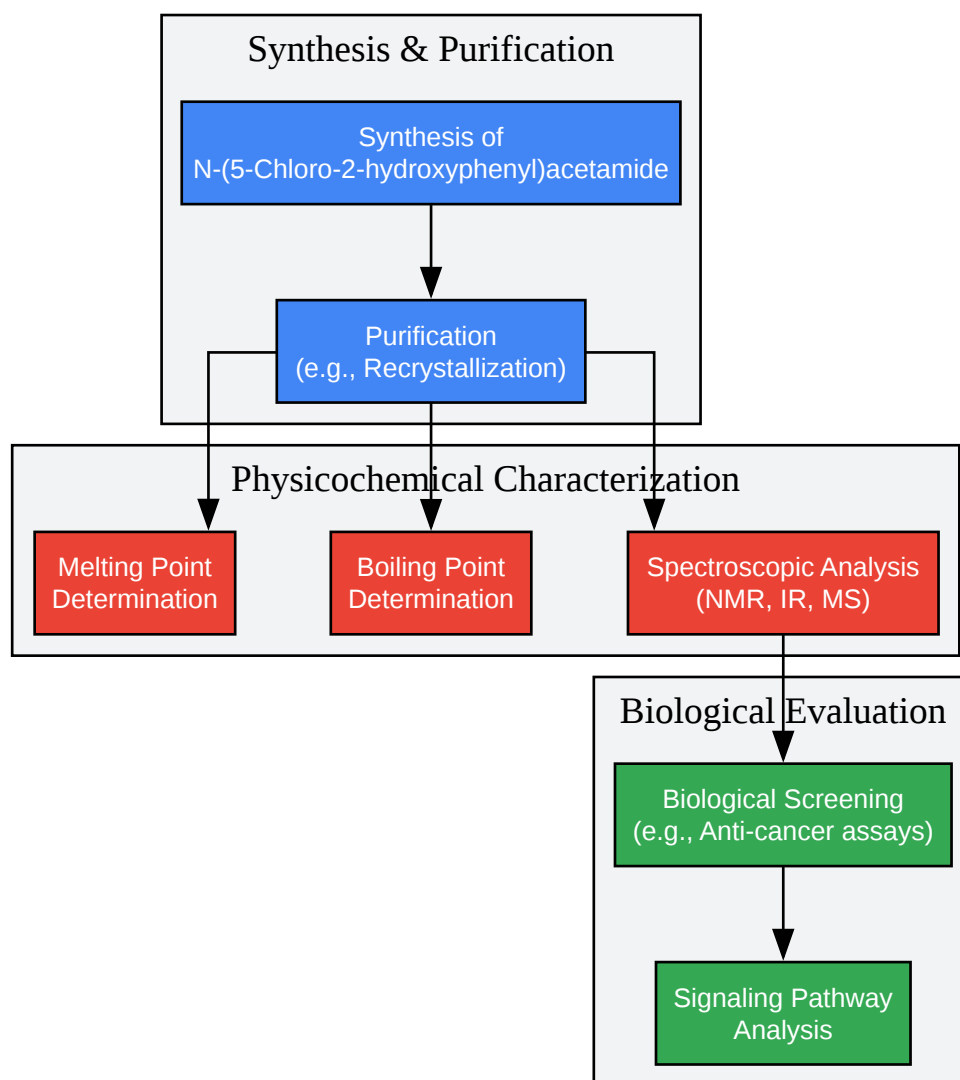 Synthesis & Purification
Synthesis of
N-(5-Chloro-2-hydroxyphenyl)acetamide
Purification
(e.g., Recrystallization)
Physicochemical Characterization
Melting Point
Determination
Boiling Point
Determination
Spectroscopic Analysis
(NMR, IR, MS)
Biological Evaluation
Biological Screening
(e.g., Anti-cancer assays)
Signaling Pathway
Analysis